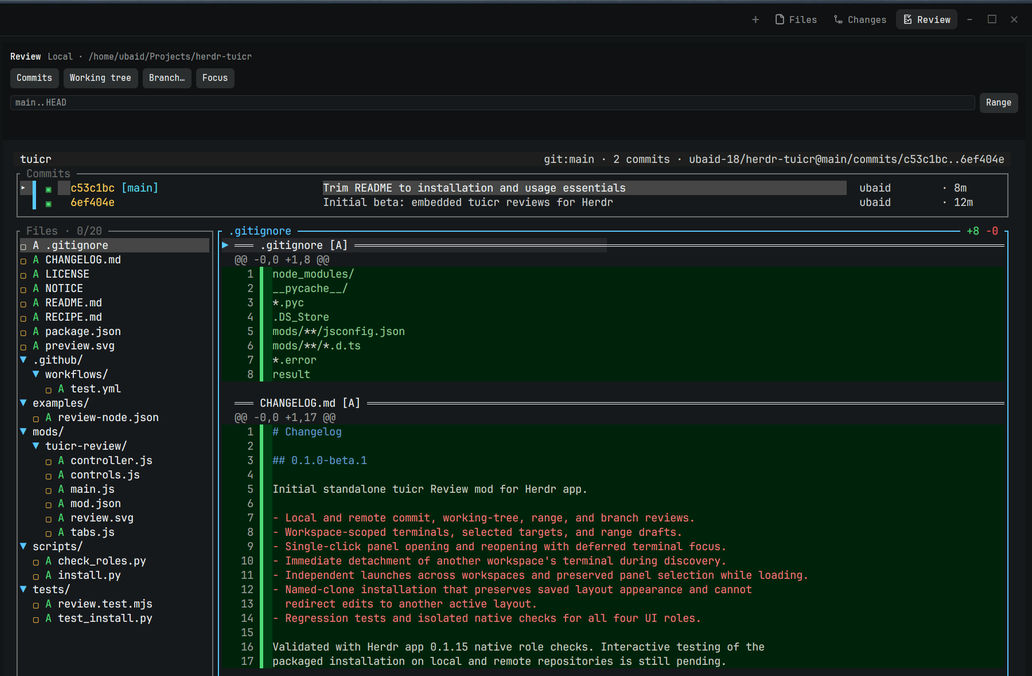 + Files Changes Review
Review Local · /home/ubaid/Projects/herdr-tuicr
Commits Working tree Branch… Focus
main..HEAD Range
tuicr git:main · 2 commits · ubaid-18/herdr-tuicr@main/commits/c53c1bc..6ef404e
Commits
c53c1bc [main] Trim README to installation and usage essentials ubaid · 8m
6ef404e Initial beta: embedded tuicr reviews for Herdr ubaid · 12m
Files · 0/20
A .gitignore
A CHANGELOG.md
A LICENSE
A NOTICE
A README.md
A RECIPE.md
A package.json
A preview.svg
▼ .github/
▼ workflows/
A test.yml
▼ examples/
A review-node.json
▼ mods/
▼ tuicr-review/
A controller.js
A controls.js
A main.js
A mod.json
A review.svg
A tabs.js
▼ scripts/
A check_roles.py
A install.py
▼ tests/
A review.test.mjs
A test_install.py
.gitignore +8 -0
.gitignore [A]
@@ -0,0 +1,8 @@
1 node_modules/
2 __pycache__/
3 *.pyc
4 .DS_Store
5 mods/**/jsconfig.json
6 mods/**/*.d.ts
7 *.error
8 result
CHANGELOG.md [A]
@@ -0,0 +1,17 @@
1 # Changelog
2
3 ## 0.1.0-beta.1
4
5 Initial standalone tuicr Review mod for Herdr app.
6
7 - Local and remote commit, working-tree, range, and branch reviews.
8 - Workspace-scoped terminals, selected targets, and range drafts.
9 - Single-click panel opening and reopening with deferred terminal focus.
10 - Immediate detachment of another workspace's terminal during discovery.
11 - Independent launches across workspaces and preserved panel selection while loading.
12 - Named-clone installation that preserves saved layout appearance and cannot
13 redirect edits to another active layout.
14 - Regression tests and isolated native checks for all four UI roles.
15
16 Validated with Herdr app 0.1.15 native role checks. Interactive testing of the
17 packaged installation on local and remote repositories is still pending.